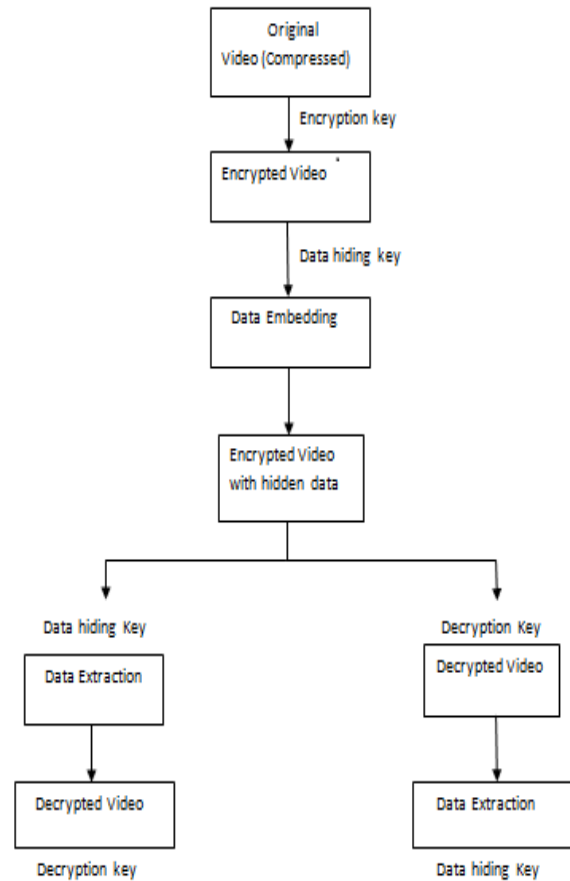 Original
Video (Compressed)
Encryption key
Encrypted Video
Data hiding key
Data Embedding
Encrypted Video
with hidden data
Data hiding Key
Data Extraction
Decrypted Video
Decryption key
Decryption Key
Decrypted Video
Data Extraction
Data hiding Key